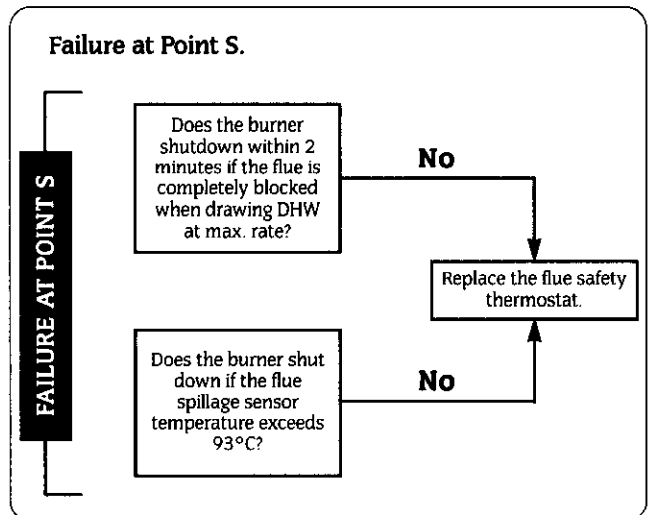 Failure at Point S.
FAILURE AT POINT S
Does the burner
shutdown within 2
minutes if the flue is
completely blocked
when drawing DHW
at max. rate?
No
Replace the flue safety
thermostat.
Does the burner shut
down if the flue
spillage sensor
temperature exceeds
93°C?
No